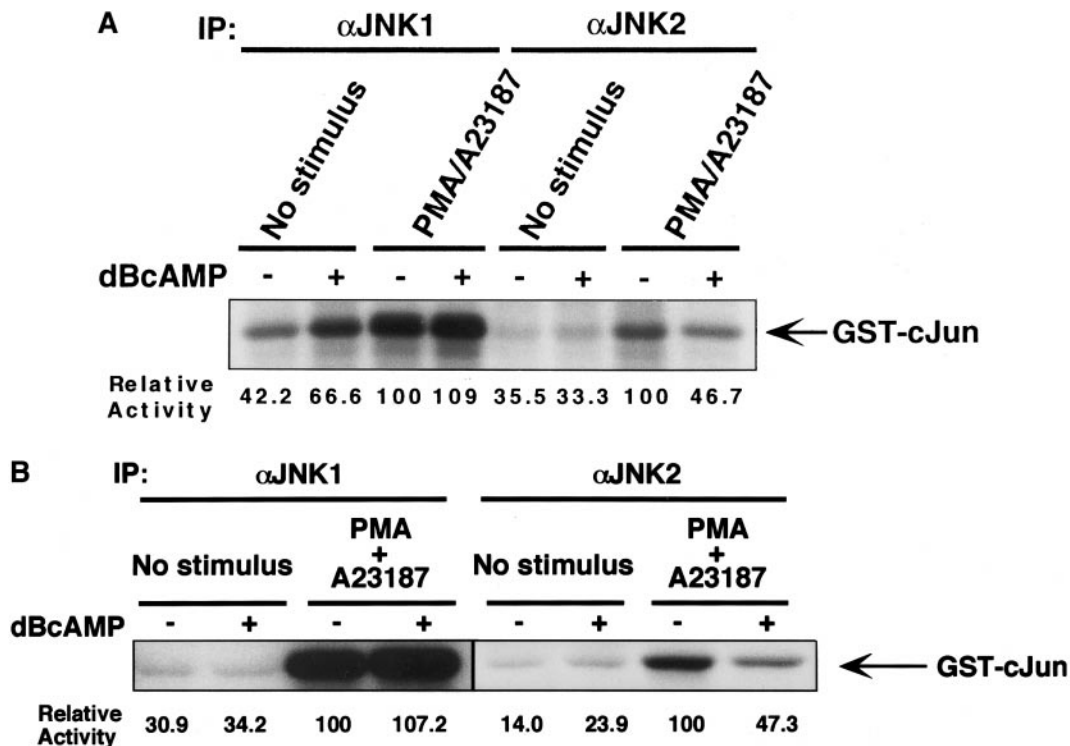 A
IP: αJNK1 αJNK2
No stimulus PMA/A23187 No stimulus PMA/A23187
dBcAMP - + - + - + - +
GST-cJun
Relative Activity 42.2 66.6 100 109 35.5 33.3 100 46.7
B
IP: αJNK1 αJNK2
No stimulus PMA + A23187 No stimulus PMA + A23187
dBcAMP - + - + - + - +
GST-cJun
Relative Activity 30.9 34.2 100 107.2 14.0 23.9 100 47.3